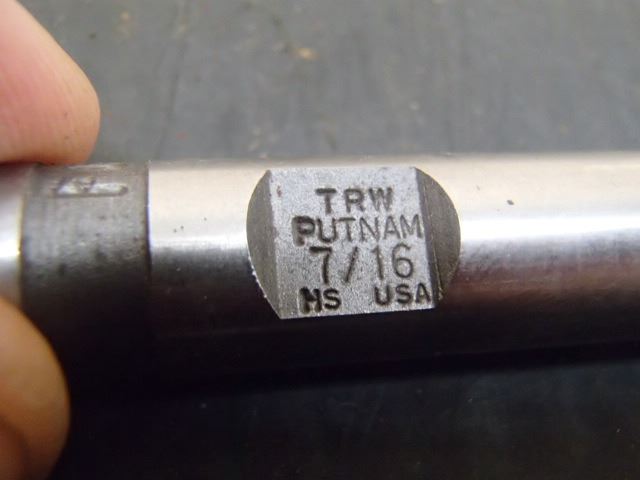 TRW
PUTNAM
7/16
HS USA